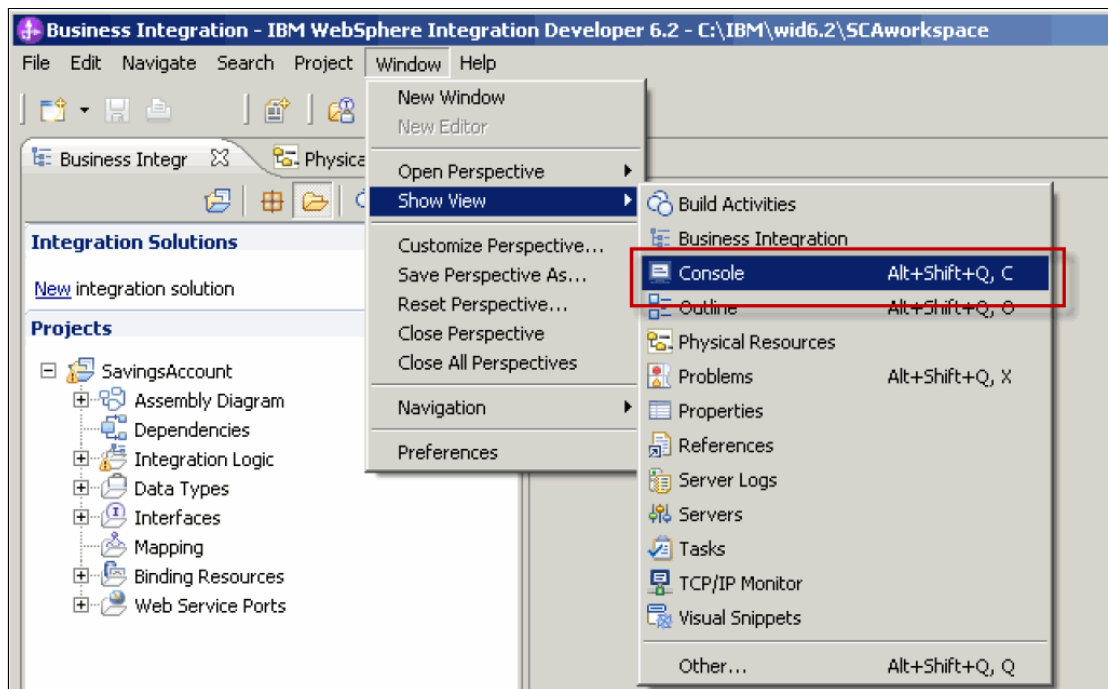 Business Integration - IBM WebSphere Integration Developer 6.2 - C:\IBM\wid6.2\SCAworkspace
File Edit Navigate Search Project Window Help
Business Integr Physica
Integration Solutions
New integration solution
Projects
SavingsAccount
Assembly Diagram
Dependencies
Integration Logic
Data Types
Interfaces
Mapping
Binding Resources
Web Service Ports
New Window
New Editor
Open Perspective
Show View
Customize Perspective...
Save Perspective As...
Reset Perspective...
Close Perspective
Close All Perspectives
Navigation
Preferences
Build Activities
Business Integration
Console Alt+Shift+Q, C
Outline Alt+Shift+Q, O
Physical Resources
Problems Alt+Shift+Q, X
Properties
References
Server Logs
Servers
Tasks
TCP/IP Monitor
Visual Snippets
Other... Alt+Shift+Q, Q